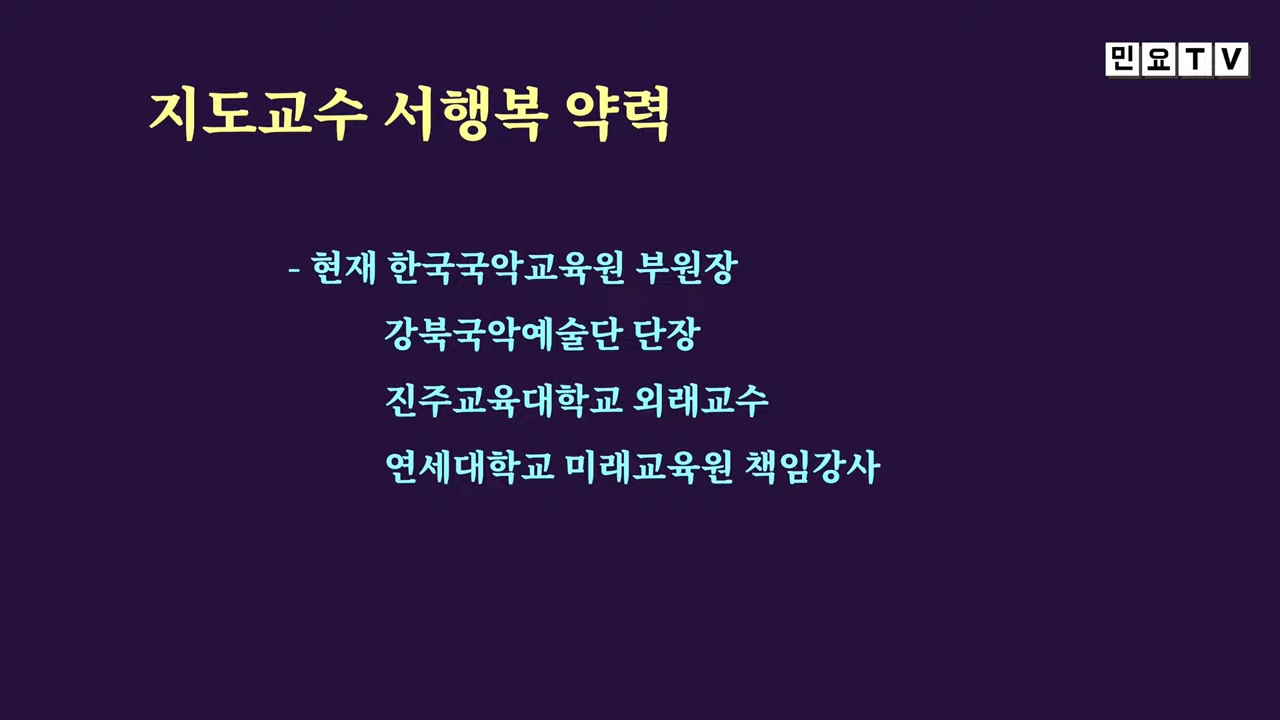 민요TV
지도교수 서행복 약력
- 현재 한국국악교육원 부원장
강북국악예술단 단장
진주교육대학교 외래교수
연세대학교 미래교육원 책임강사